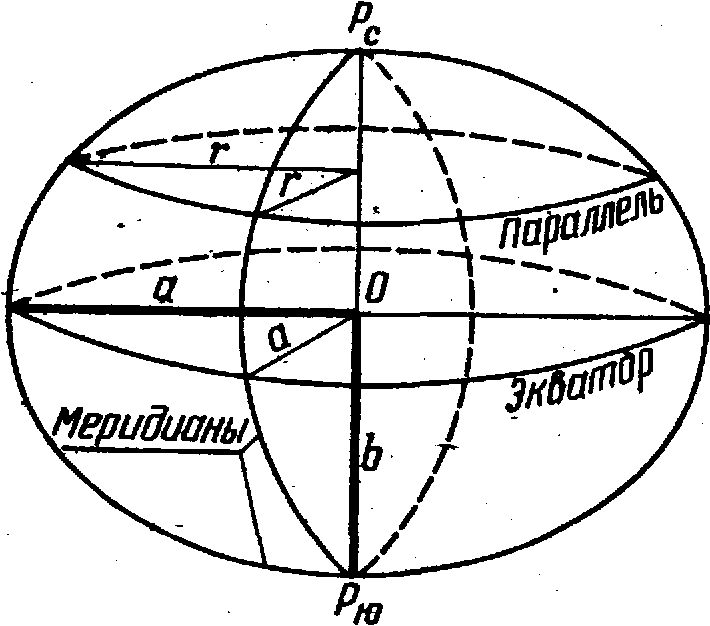 Pс
r
r
Параллель
a
O
a
Экватор
Меридианы
b
Pю